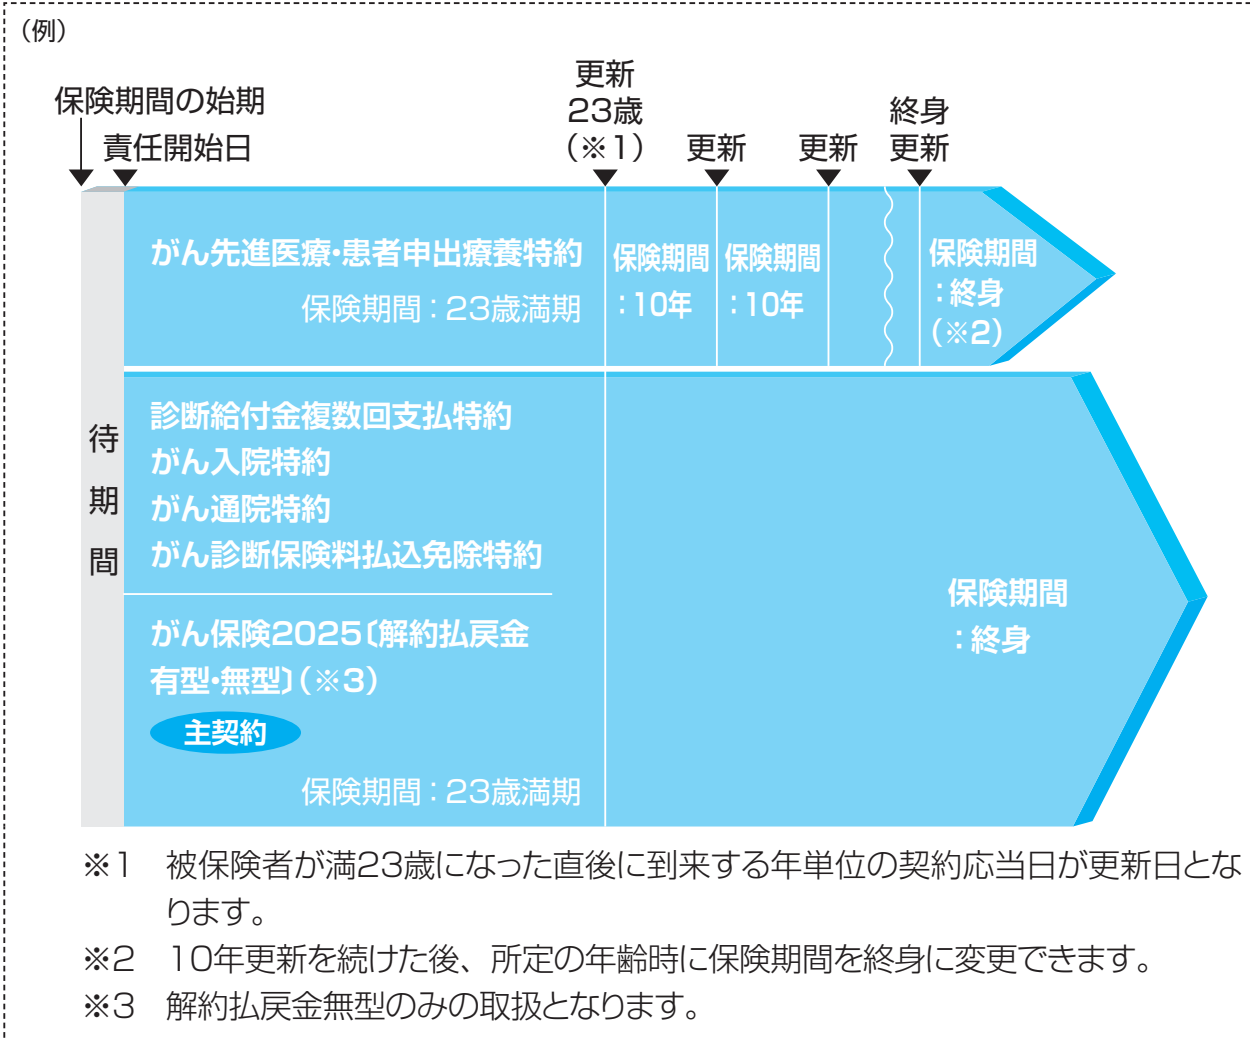 （例）
保険期間の始期
責任開始日
更新
23歳
（※1）
更新
更新
終身
更新
がん先進医療・患者申出療養特約
保険期間：23歳満期
保険期間
：10年
保険期間
：10年
保険期間
：終身
（※2）
待期間
診断給付金複数回支払特約
がん入院特約
がん通院特約
がん診断保険料払込免除特約
がん保険2025〔解約払戻金
有型・無型〕（※3）
主契約
保険期間：23歳満期
保険期間
：終身
※1　被保険者が満23歳になった直後に到来する年単位の契約応当日が更新日とな
ります。
※2　10年更新を続けた後、所定の年齢時に保険期間を終身に変更できます。
※3　解約払戻金無型のみの取扱となります。